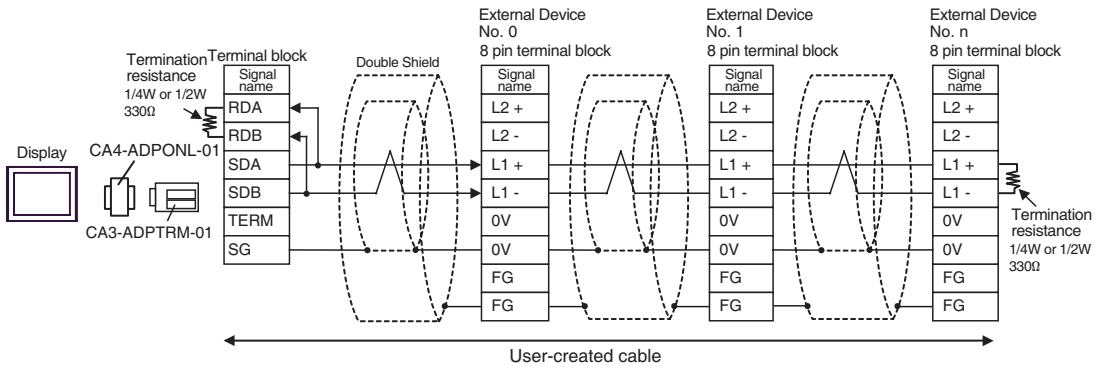 External Device
No. 0
8 pin terminal block
External Device
No. 1
8 pin terminal block
External Device
No. n
8 pin terminal block
Termination
resistance
1/4W or 1/2W
330Ω
Terminal block
Double Shield
Signal
name
RDA
RDB
SDA
SDB
TERM
SG
Display
CA4-ADPONL-01
CA3-ADPTRM-01
Signal
name
L2 +
L2 -
L1 +
L1 -
0V
0V
FG
FG
Signal
name
L2 +
L2 -
L1 +
L1 -
0V
0V
FG
FG
Signal
name
L2 +
L2 -
L1 +
L1 -
0V
0V
FG
FG
Termination
resistance
1/4W or 1/2W
330Ω
User-created cable